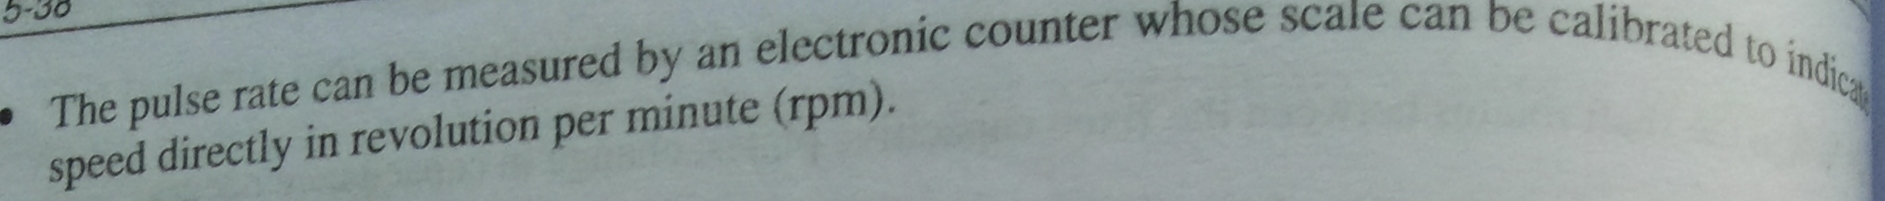 5-38
• The pulse rate can be measured by an electronic counter whose scale can be calibrated to indicate
speed directly in revolution per minute (rpm).